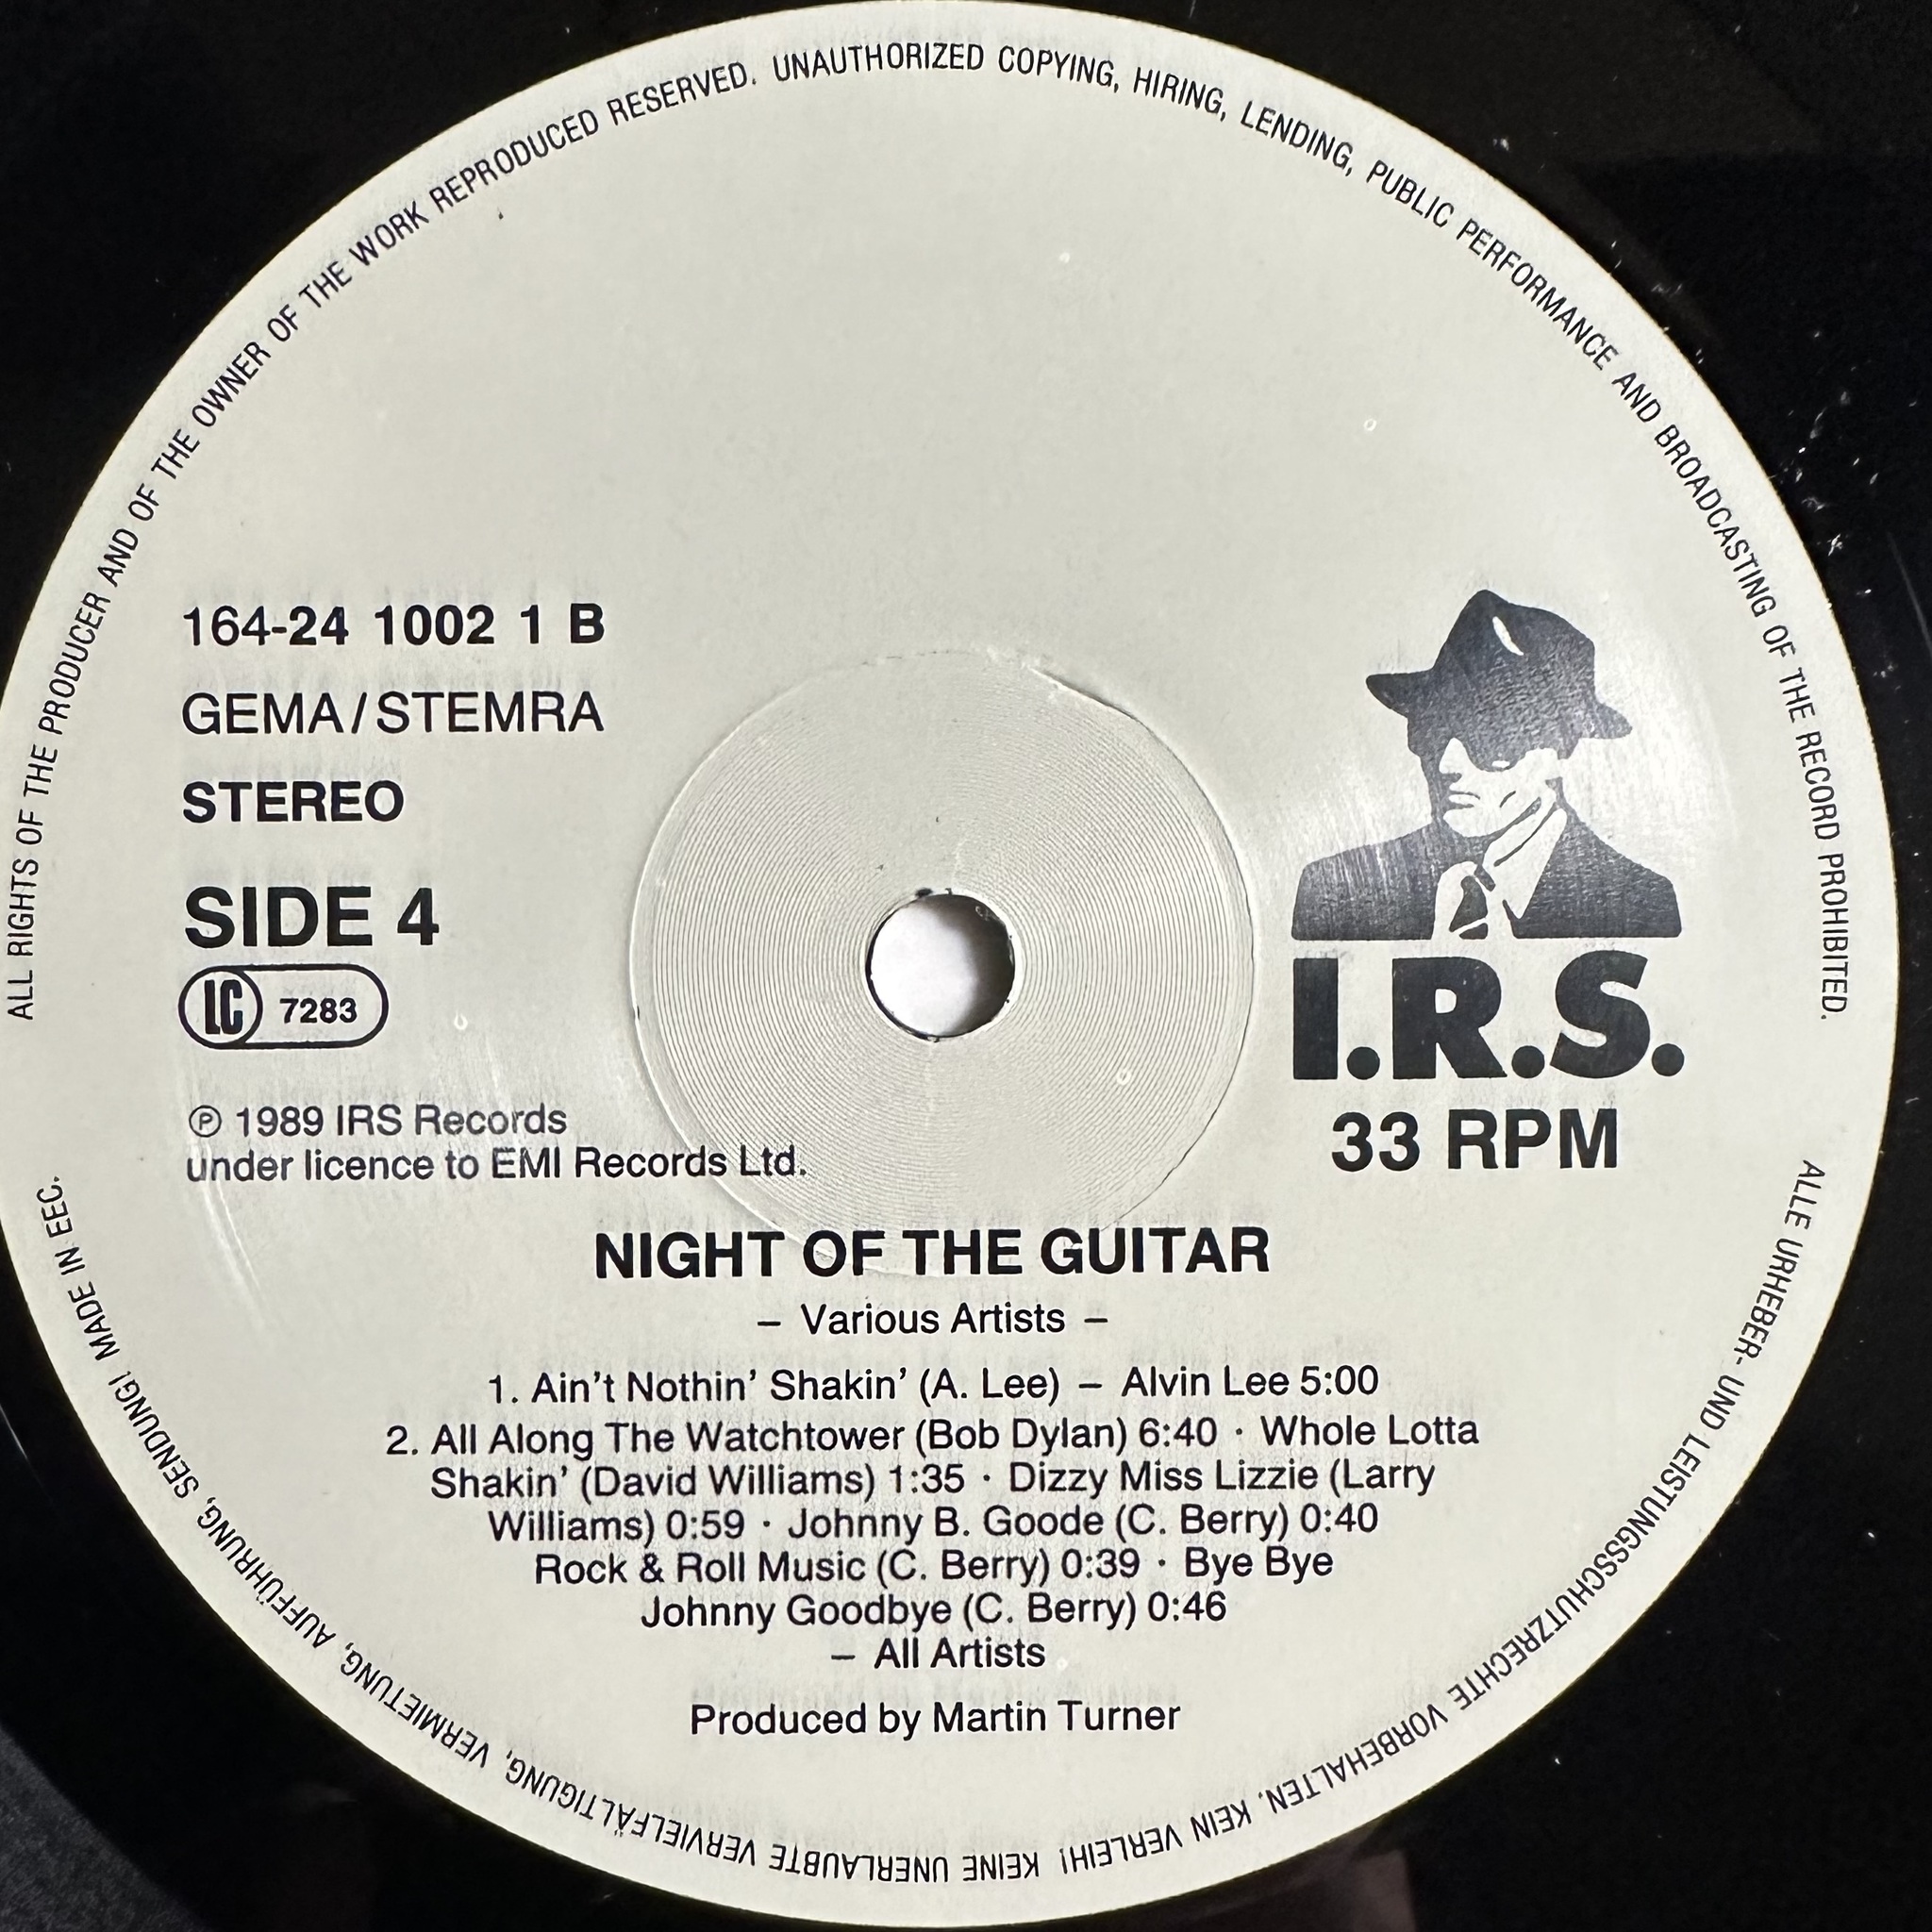 ALL RIGHTS OF THE PRODUCER AND OF THE OWNER OF THE WORK REPRODUCED RESERVED. UNAUTHORIZED COPYING, HIRING, LENDING, PUBLIC PERFORMANCE AND BROADCASTING OF THE RECORD PROHIBITED.
164-24 1002 1 B
GEMA/STEMRA
STEREO
SIDE 4
LC 7283
℗ 1989 IRS Records
under licence to EMI Records Ltd.
I.R.S.
33 RPM
NIGHT OF THE GUITAR
– Various Artists –
1. Ain't Nothin' Shakin' (A. Lee) – Alvin Lee 5:00
2. All Along The Watchtower (Bob Dylan) 6:40 · Whole Lotta
Shakin' (David Williams) 1:35 · Dizzy Miss Lizzie (Larry
Williams) 0:59 · Johnny B. Goode (C. Berry) 0:40
Rock & Roll Music (C. Berry) 0:39 · Bye Bye
Johnny Goodbye (C. Berry) 0:46
– All Artists
Produced by Martin Turner
ALLE URHEBER- UND LEISTUNGSSCHUTZRECHTE VORBEHALTEN. KEIN VERLEIH! KEINE UNERLAUBTE VERVIELFÄLTIGUNG, VERMIETUNG, AUFFÜHRUNG, SENDUNG! MADE IN EEC.